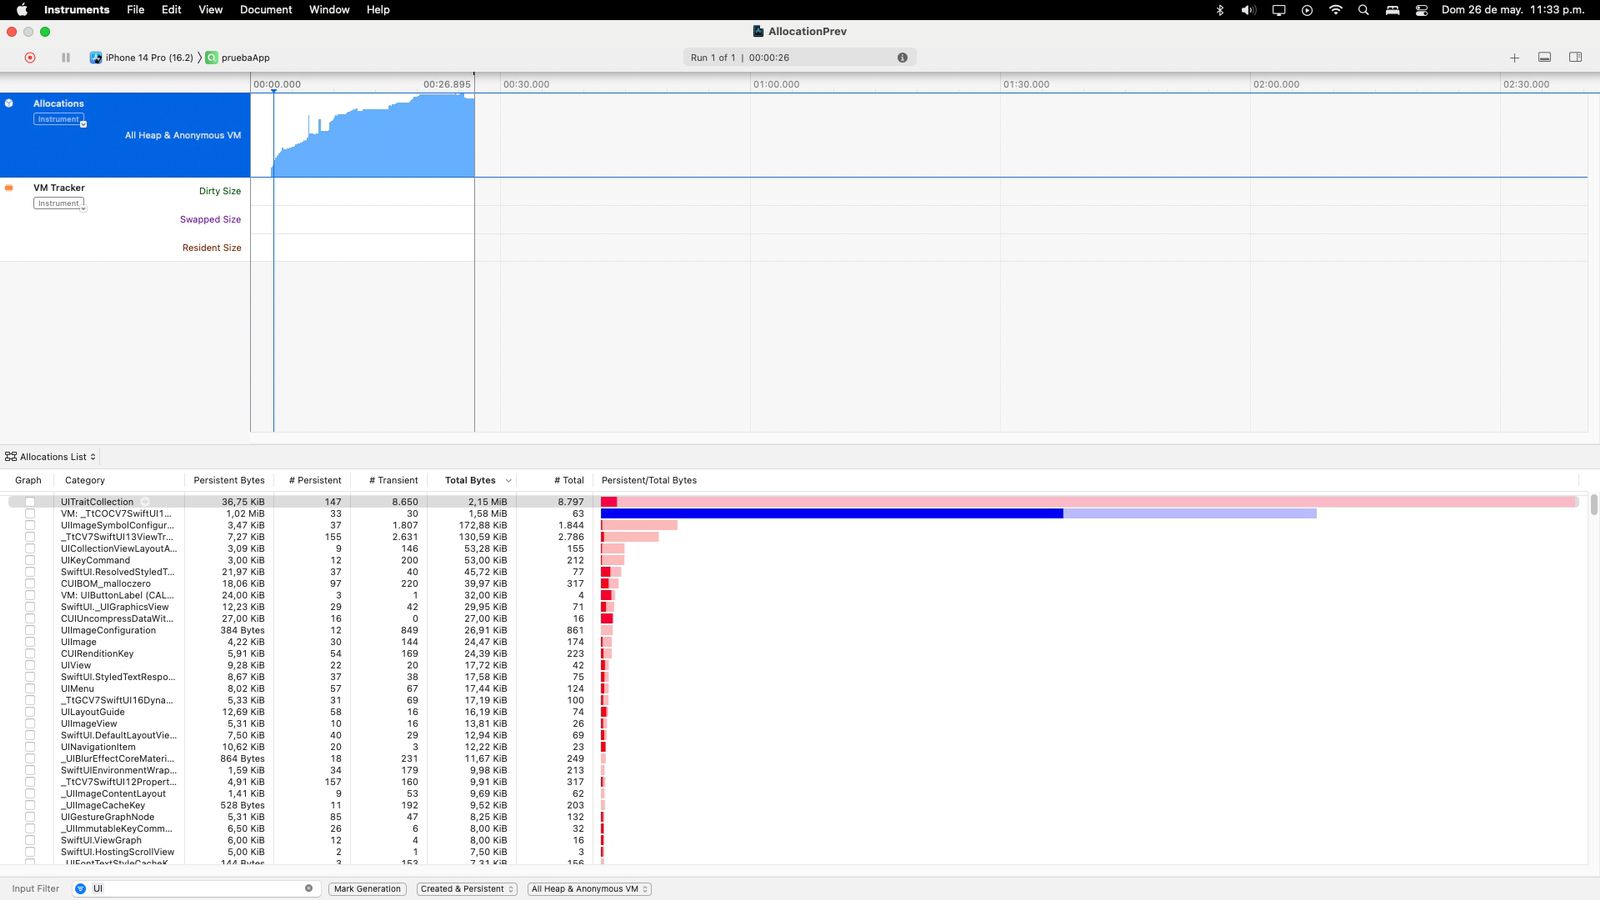 Instruments File Edit View Document Window Help Dom 26 de may. 11:33 p.m.
AllocationPrev
iPhone 14 Pro (16.2) pruebaApp Run 1 of 1 | 00:00:26
00:00.000 00:26.895 00:30.000 01:00.000 01:30.000 02:00.000 02:30.000
Allocations
Instrument
All Heap & Anonymous VM
VM Tracker
Dirty Size
Instrument
Swapped Size
Resident Size
Allocations List
Graph Category Persistent Bytes # Persistent # Transient Total Bytes # Total Persistent/Total Bytes
UITraitCollection 36,75 KiB 147 8.650 2,15 MiB 8.797
VM: _TtCOCV7SwiftUI1... 1,02 MiB 33 30 1,58 MiB 63
UIImageSymbolConfigur... 3,47 KiB 37 1.807 172,88 KiB 1.844
_TtCV7SwiftUI13ViewTr... 7,27 KiB 155 2.631 130,59 KiB 2.786
UICollectionViewLayoutA... 3,09 KiB 9 146 53,28 KiB 155
UIKeyCommand 3,00 KiB 12 200 53,00 KiB 212
SwiftUI.ResolvedStyledT... 21,97 KiB 37 40 45,72 KiB 77
CUIBOM_malloczero 18,06 KiB 97 220 39,97 KiB 317
VM: UIButtonLabel (CAL... 24,00 KiB 3 1 32,00 KiB 4
SwiftUI._UIGraphicsView 12,23 KiB 29 42 29,95 KiB 71
CUIUncompressDataWit... 27,00 KiB 16 0 27,00 KiB 16
UIImageConfiguration 384 Bytes 12 849 26,91 KiB 861
UIImage 4,22 KiB 30 144 24,47 KiB 174
CUIRenditionKey 5,91 KiB 54 169 24,39 KiB 223
UIView 9,28 KiB 22 20 17,72 KiB 42
SwiftUI.StyledTextRespo... 8,67 KiB 37 38 17,58 KiB 75
UIMenu 8,02 KiB 57 67 17,44 KiB 124
_TtGCV7SwiftUI16Dyna... 5,33 KiB 31 69 17,19 KiB 100
UILayoutGuide 12,69 KiB 58 16 16,19 KiB 74
UIImageView 5,31 KiB 10 16 13,81 KiB 26
SwiftUI.DefaultLayoutVie... 7,50 KiB 40 29 12,94 KiB 69
UINavigationItem 10,62 KiB 20 3 12,22 KiB 23
_UIBlurEffectCoreMateri... 864 Bytes 18 231 11,67 KiB 249
SwiftUIEnvironmentWrap... 1,59 KiB 34 179 9,98 KiB 213
_TtCV7SwiftUI12Propert... 4,91 KiB 157 160 9,91 KiB 317
_UIImageContentLayout 1,41 KiB 9 53 9,69 KiB 62
_UIImageCacheKey 528 Bytes 11 192 9,52 KiB 203
UIGestureGraphNode 5,31 KiB 85 47 8,25 KiB 132
_UIImmutableKeyComm... 6,50 KiB 26 6 8,00 KiB 32
SwiftUI.ViewGraph 6,00 KiB 12 4 8,00 KiB 16
SwiftUI.HostingScrollView 5,00 KiB 2 1 7,50 KiB 3
_UIFontTextStyleCacheK... 144 Bytes 3 153 7,31 KiB 156
Input Filter UI Mark Generation Created & Persistent All Heap & Anonymous VM